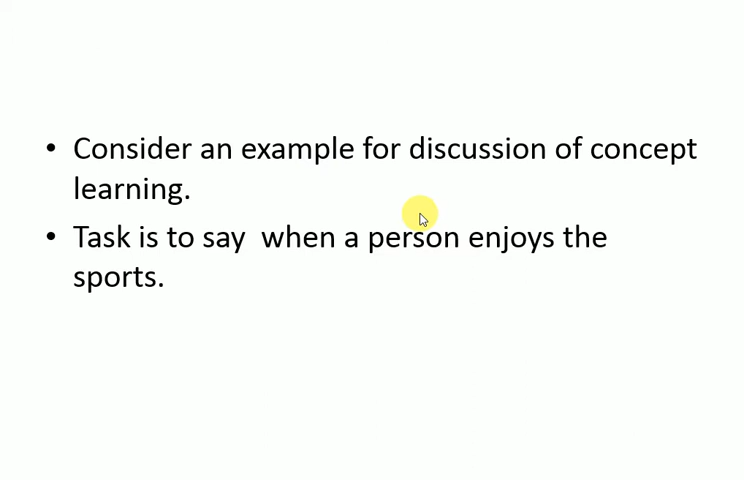 • Consider an example for discussion of concept
learning.
• Task is to say  when a person enjoys the
sports.